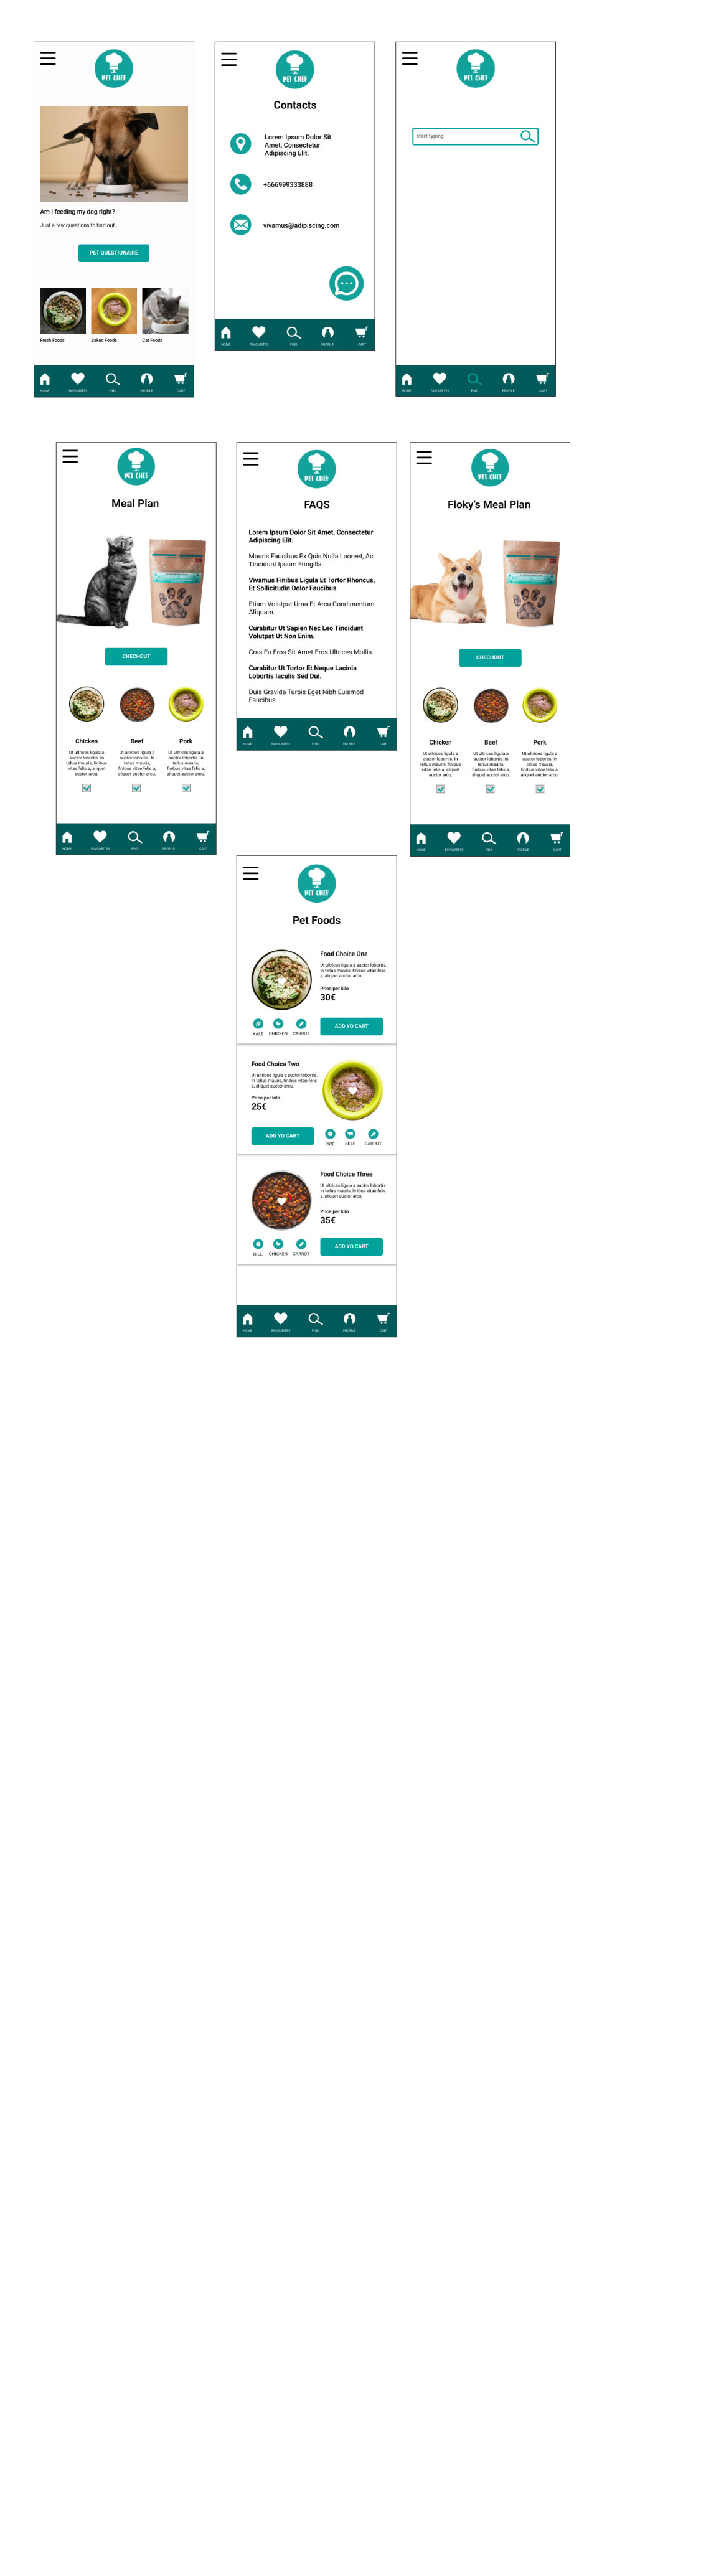 PET CHEF
Am I feeding my dog right?
Just a few questions to find out.
PET QUESTIONAIRE
Fresh Foods
Baked Foods
Cat Foods
HOME
FAVOURITES
FIND
PROFILE
CART
PET CHEF
Contacts
Lorem Ipsum Dolor Sit
Amet, Consectetur
Adipiscing Elit.
+666999333888
vivamus@adipiscing.com
HOME
FAVOURITES
FIND
PROFILE
CART
PET CHEF
start typing
HOME
FAVOURITES
FIND
PROFILE
CART
PET CHEF
Meal Plan
CHECHOUT
Chicken
Ut ultrices ligula a
auctor lobortis. In
tellus mauris, finibus
vitae felis a, aliquet
auctor arcu.
Beef
Ut ultrices ligula a
auctor lobortis. In
tellus mauris, finibus
vitae felis a,
aliquet auctor arcu.
Pork
Ut ultrices ligula a
auctor lobortis. In
tellus mauris,
finibus vitae felis a,
aliquet auctor arcu.
HOME
FAVOURITES
FIND
PROFILE
CART
PET CHEF
FAQS
Lorem Ipsum Dolor Sit Amet, Consectetur
Adipiscing Elit.
Mauris Faucibus Ex Quis Nulla Laoreet, Ac
Tincidunt Ipsum Fringilla.
Vivamus Finibus Ligula Et Tortor Rhoncus,
Et Sollicitudin Dolor Faucibus.
Etiam Volutpat Urna Et Arcu Condimentum
Aliquam.
Curabitur Ut Sapien Nec Leo Tincidunt
Volutpat Ut Non Enim.
Cras Eu Eros Sit Amet Eros Ultrices Mollis.
Curabitur Ut Tortor Et Neque Lacinia
Lobortis Iaculis Sed Dui.
Duis Gravida Turpis Eget Nibh Euismod
Faucibus.
HOME
FAVOURITES
FIND
PROFILE
CART
PET CHEF
Floky's Meal Plan
CHECHOUT
Chicken
Ut ultrices ligula a
auctor lobortis. In
tellus mauris, finibus
vitae felis a, aliquet
auctor arcu.
Beef
Ut ultrices ligula a
auctor lobortis. In
tellus mauris, finibus
vitae felis a,
aliquet auctor arcu.
Pork
Ut ultrices ligula a
auctor lobortis. In
tellus mauris,
finibus vitae felis a,
aliquet auctor arcu.
HOME
FAVOURITES
FIND
PROFILE
CART
PET CHEF
Pet Foods
Food Choice One
Ut ultrices ligula a auctor lobortis.
In tellus mauris, finibus vitae felis
a, aliquet auctor arcu.
Price per kilo
30€
KALE
CHICKEN
CARROT
ADD YO CART
Food Choice Two
Ut ultrices ligula a auctor lobortis.
In tellus mauris, finibus vitae felis
a, aliquet auctor arcu.
Price per kilo
25€
ADD YO CART
RICE
BEEF
CARROT
Food Choice Three
Ut ultrices ligula a auctor lobortis
In tellus mauris, finibus vitae felis
a, aliquet auctor arcu.
Price per kilo
35€
RICE
CHICKEN
CARROT
ADD YO CART
HOME
FAVOURITES
FIND
PROFILE
CART